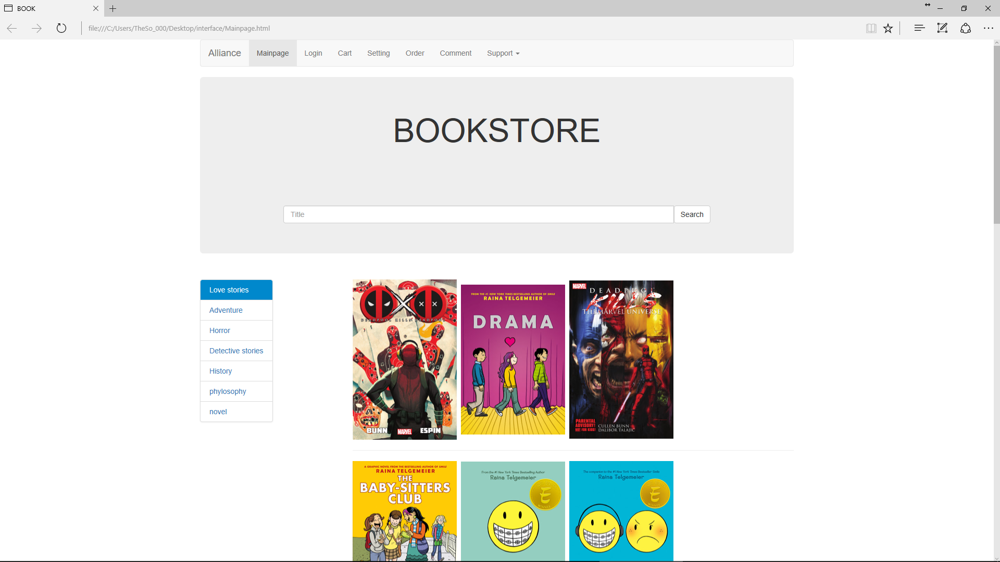 BOOK
file:///C:/Users/TheSo_000/Desktop/interface/Mainpage.html
Alliance Mainpage Login Cart Setting Order Comment Support
BOOKSTORE
Title Search
Love stories
Adventure
Horror
Detective stories
History
phylosophy
novel
DEADPOOL KILLS DEADPOOL
BUNN MARVEL ESPIN
FROM THE #1 NEW YORK TIMES BESTSELLING AUTHOR OF SMILE
RAINA TELGEMEIER
DRAMA
MARVEL
DEADPOOL
KILLS
THE MARVEL UNIVERSE
PARENTAL
ADVISORY!
NOT FOR KIDS!
CULLEN BUNN
DALIBOR TALAJIC
A GRAPHIC NOVEL FROM THE BESTSELLING AUTHOR OF SMILE
RAINA TELGEMEIER
THE
BABY-SITTERS
CLUB
From the #1 New York Times Bestselling Author
Raina Telgemeier
E
WINNER
The companion to the #1 New York Times Bestseller Smile
Raina Telgemeier
E
WINNER